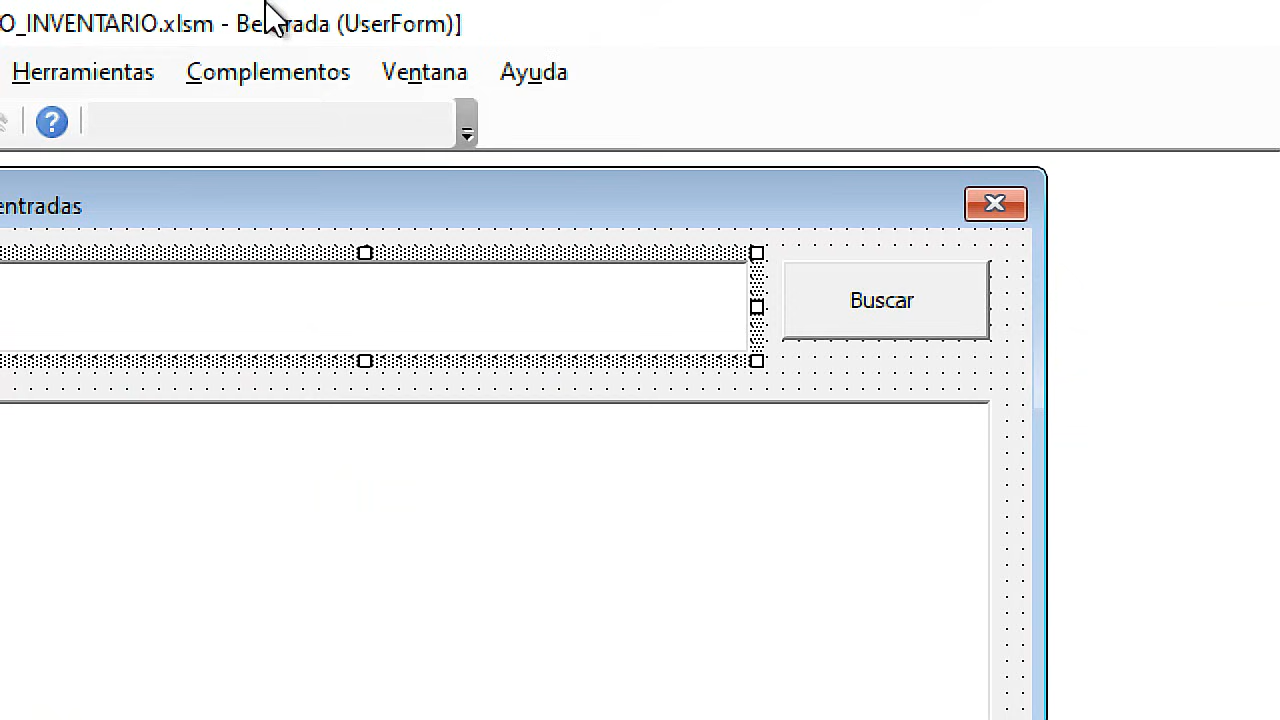 O_INVENTARIO.xlsm - Be rada (UserForm)]
Herramientas Complementos Ventana Ayuda
?
entradas
Buscar